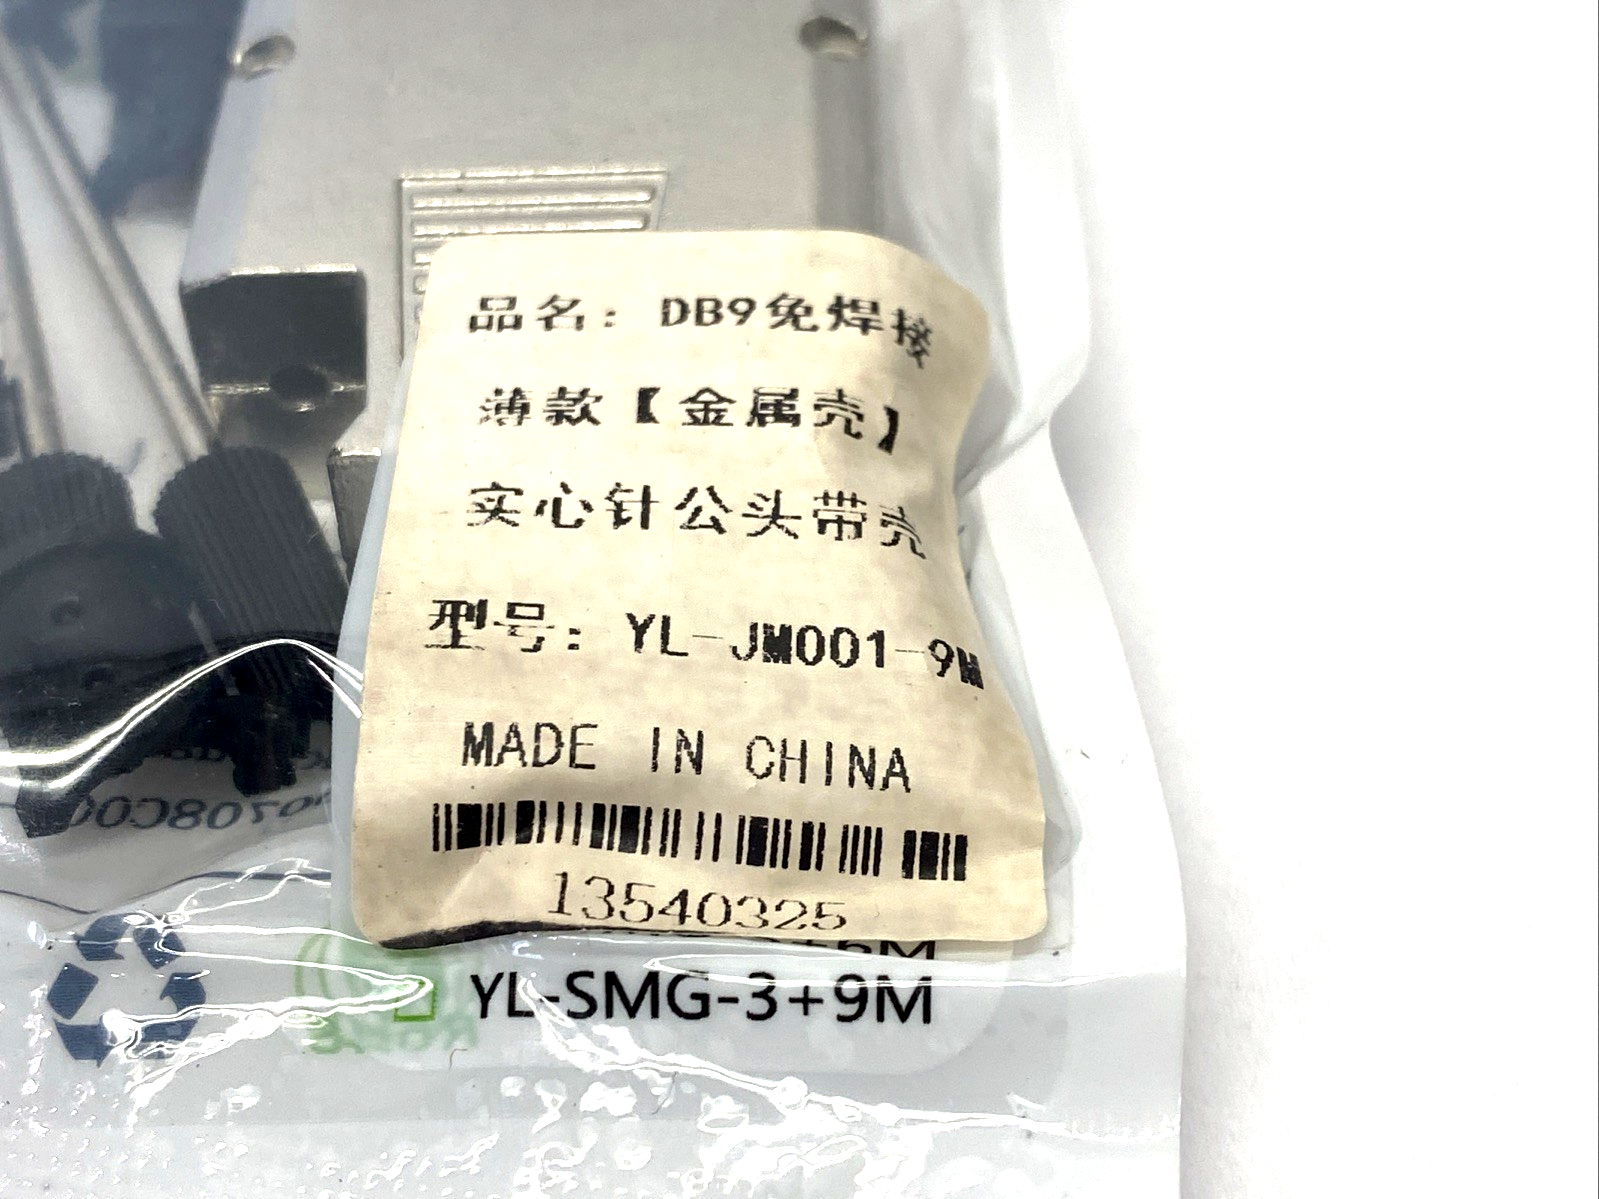 品名：DB9免焊接
薄款【金属壳】
实心针公头带壳
型号：YL-JM001-9M
MADE IN CHINA
13540325
YL-SMG-3+9M